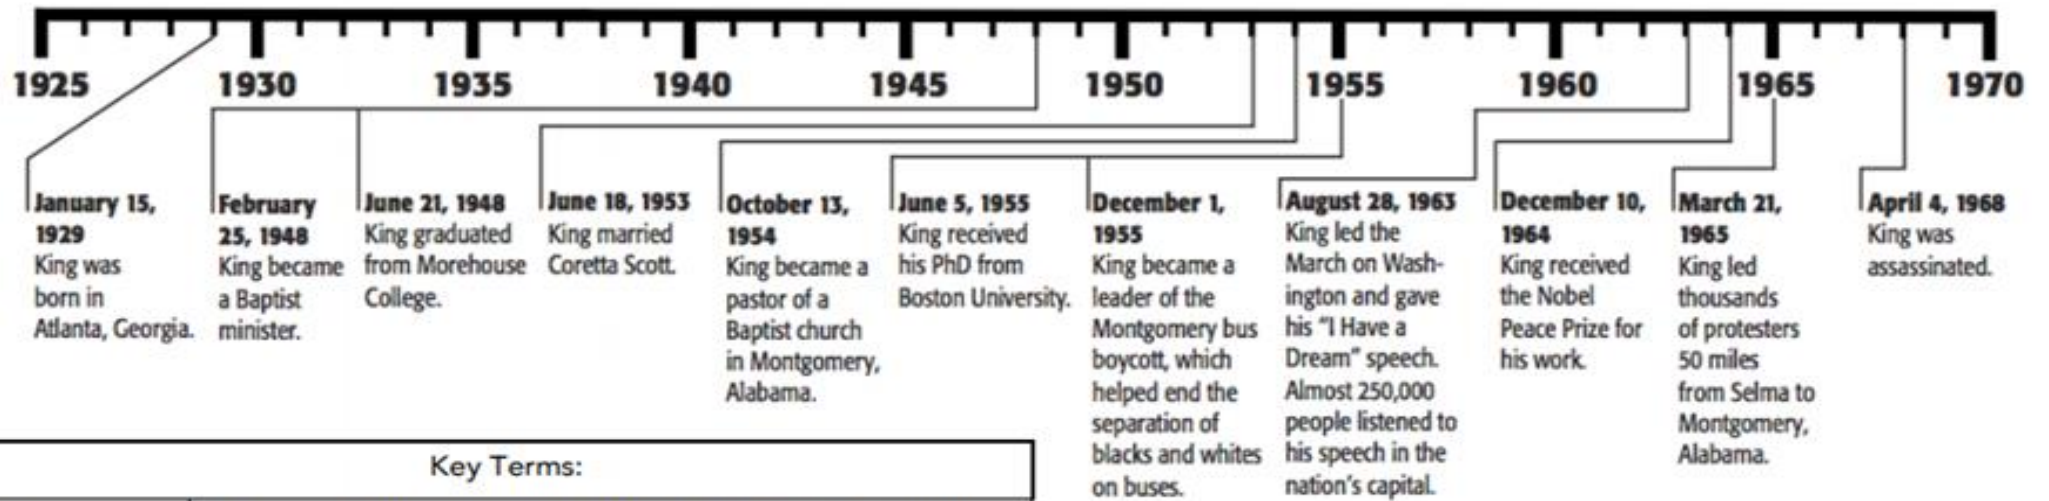 1925 1930 1935 1940 1945 1950 1955 1960 1965 1970
January 15,
1929
King was
born in
Atlanta, Georgia.
February
25, 1948
King became
a Baptist
minister.
June 21, 1948
King graduated
from Morehouse
College.
June 18, 1953
King married
Coretta Scott.
October 13,
1954
King became a
pastor of a
Baptist church
in Montgomery,
Alabama.
June 5, 1955
King received
his PhD from
Boston University.
December 1,
1955
King became a
leader of the
Montgomery bus
boycott, which
helped end the
separation of
blacks and whites
on buses.
August 28, 1963
King led the
March on Wash-
ington and gave
his "I Have a
Dream" speech.
Almost 250,000
people listened to
his speech in the
nation's capital.
December 10,
1964
King received
the Nobel
Peace Prize for
his work.
March 21,
1965
King led
thousands
of protesters
50 miles
from Selma to
Montgomery,
Alabama.
April 4, 1968
King was
assassinated.
Key Terms: